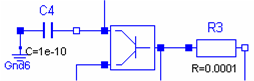 C4
R3
C=1e-10
Gnd6
R=0.0001